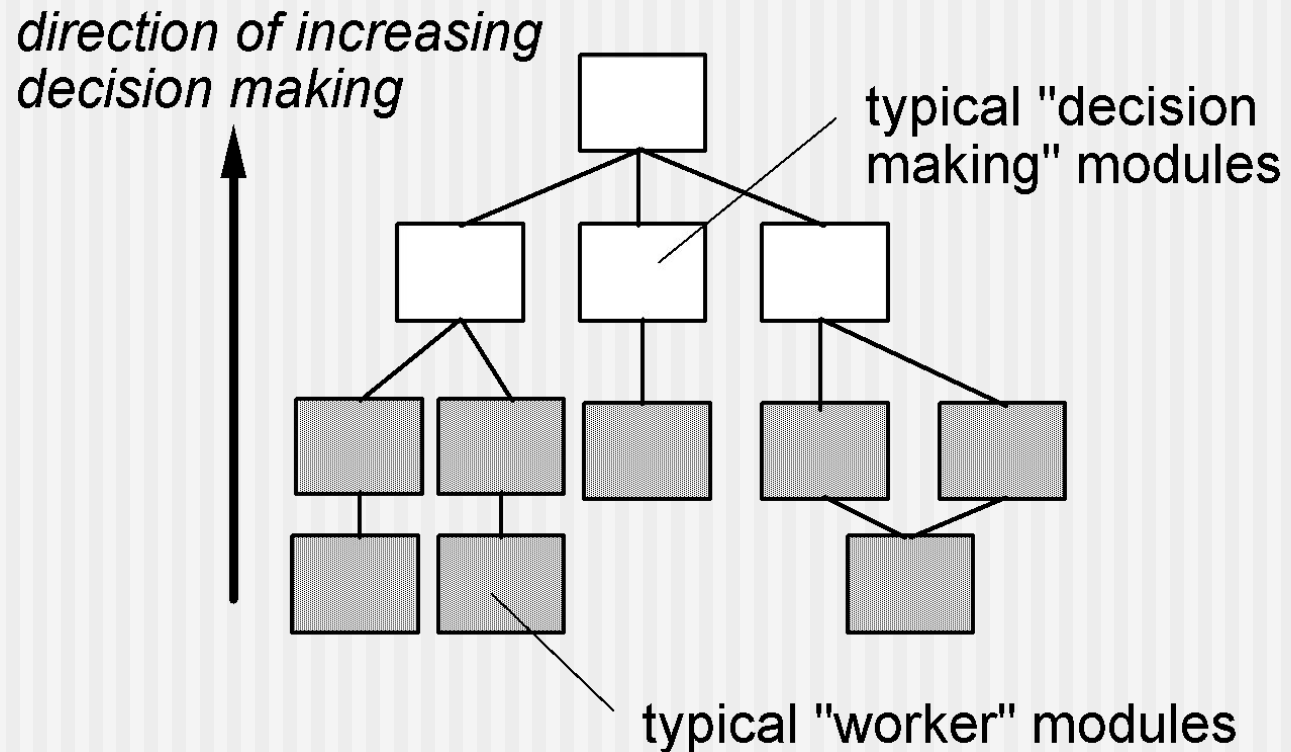 direction of increasing
decision making
typical "decision
making" modules
typical "worker" modules